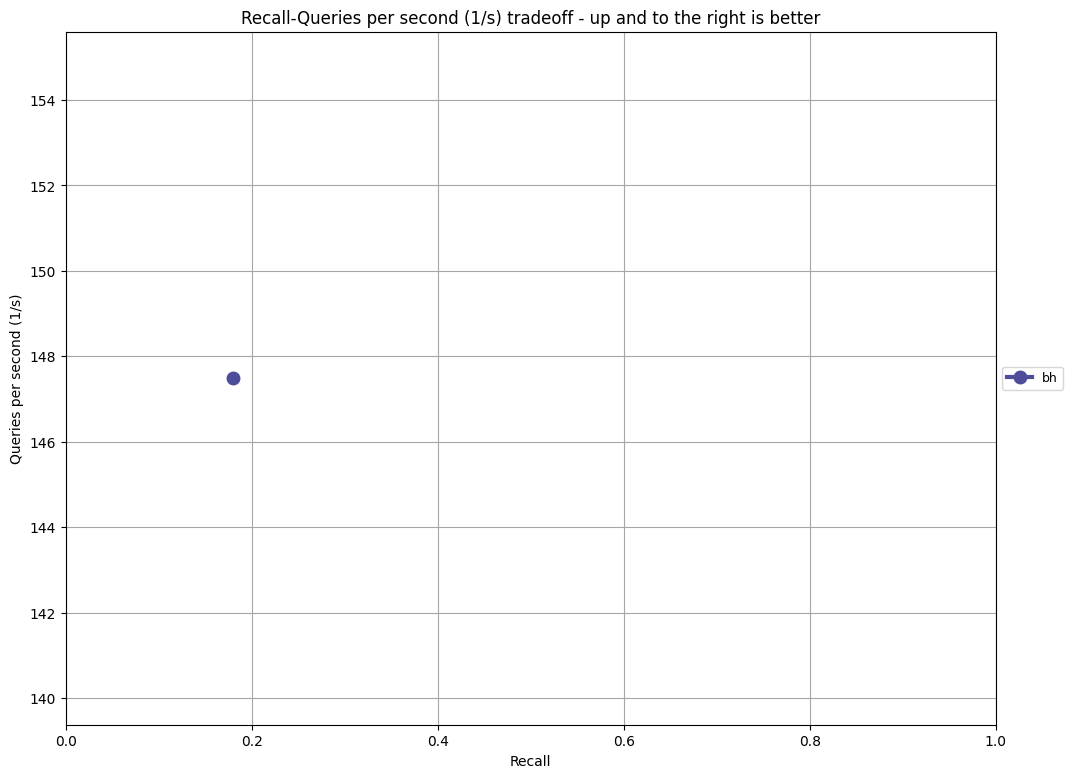 Recall-Queries per second (1/s) tradeoff - up and to the right is better
Queries per second (1/s)
154
152
150
148
146
144
142
140
0.0 0.2 0.4 0.6 0.8 1.0
Recall
bh